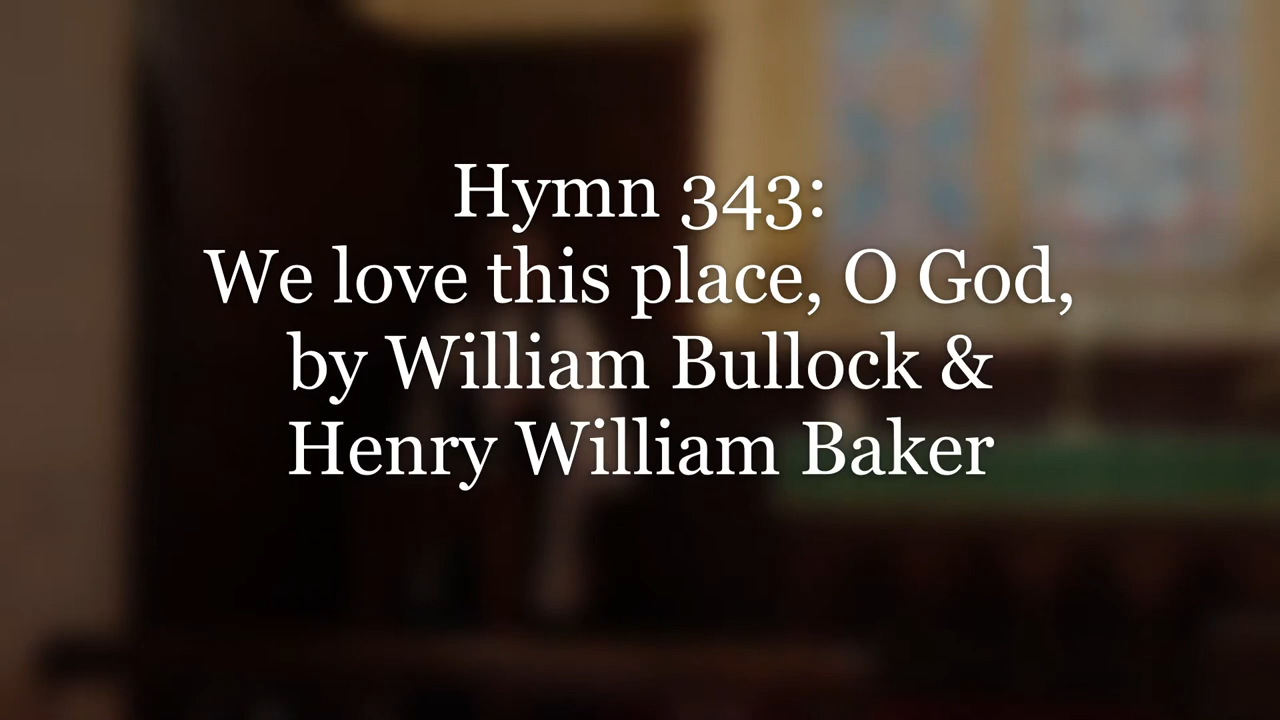 Hymn 343:
We love this place, O God,
by William Bullock &
Henry William Baker